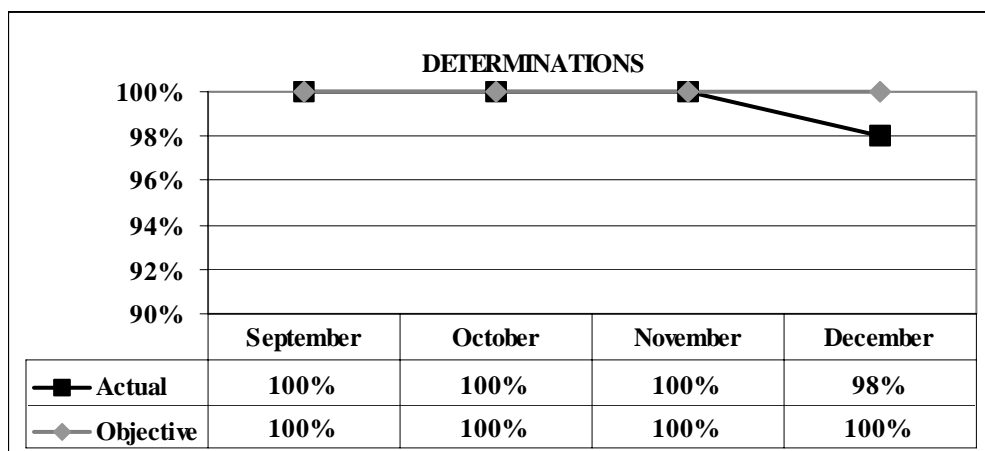 DETERMINATIONS
100%
98%
96%
94%
92%
90%
September October November December
Actual 100% 100% 100% 98%
Objective 100% 100% 100% 100%